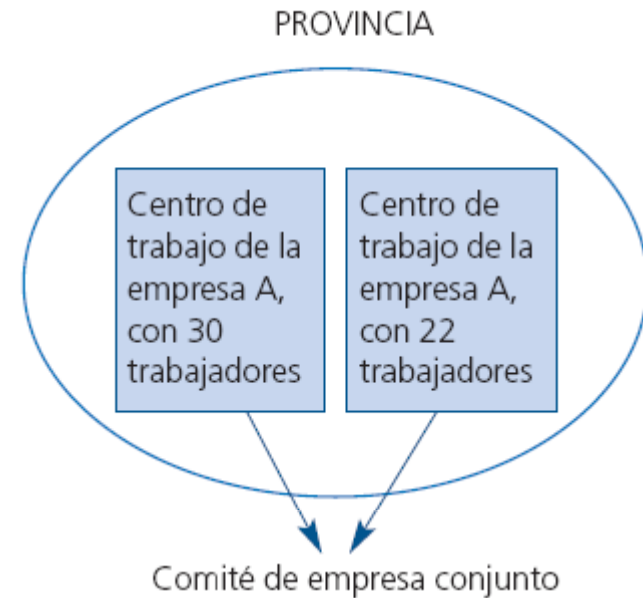 PROVINCIA
Centro de
trabajo de la
empresa A,
con 30
trabajadores
Centro de
trabajo de la
empresa A,
con 22
trabajadores
Comité de empresa conjunto